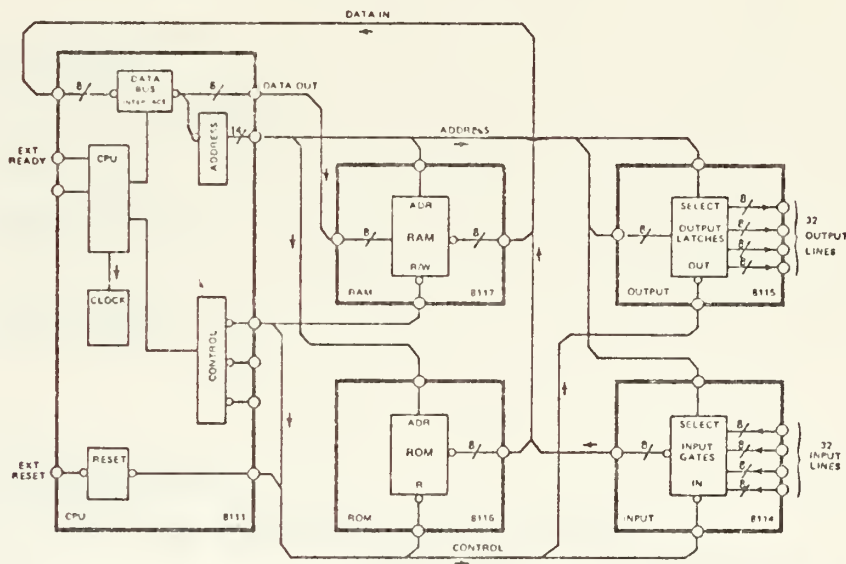 DATA IN
8
DATA
BUS
INTERFACE
8
DATA OUT
ADDRESS
14
ADDRESS
EXT
READY
CPU
CLOCK
CONTROL
EXT
RESET
RESET
CPU
8111
ADR
RAM
R/W
8
8
RAM
8117
ADR
ROM
R
8
ROM
8116
SELECT
OUTPUT
LATCHES
OUT
8
8
8
8
8
32
OUTPUT
LINES
OUTPUT
8115
SELECT
INPUT
GATES
IN
8
8
8
8
8
32
INPUT
LINES
INPUT
8114
CONTROL